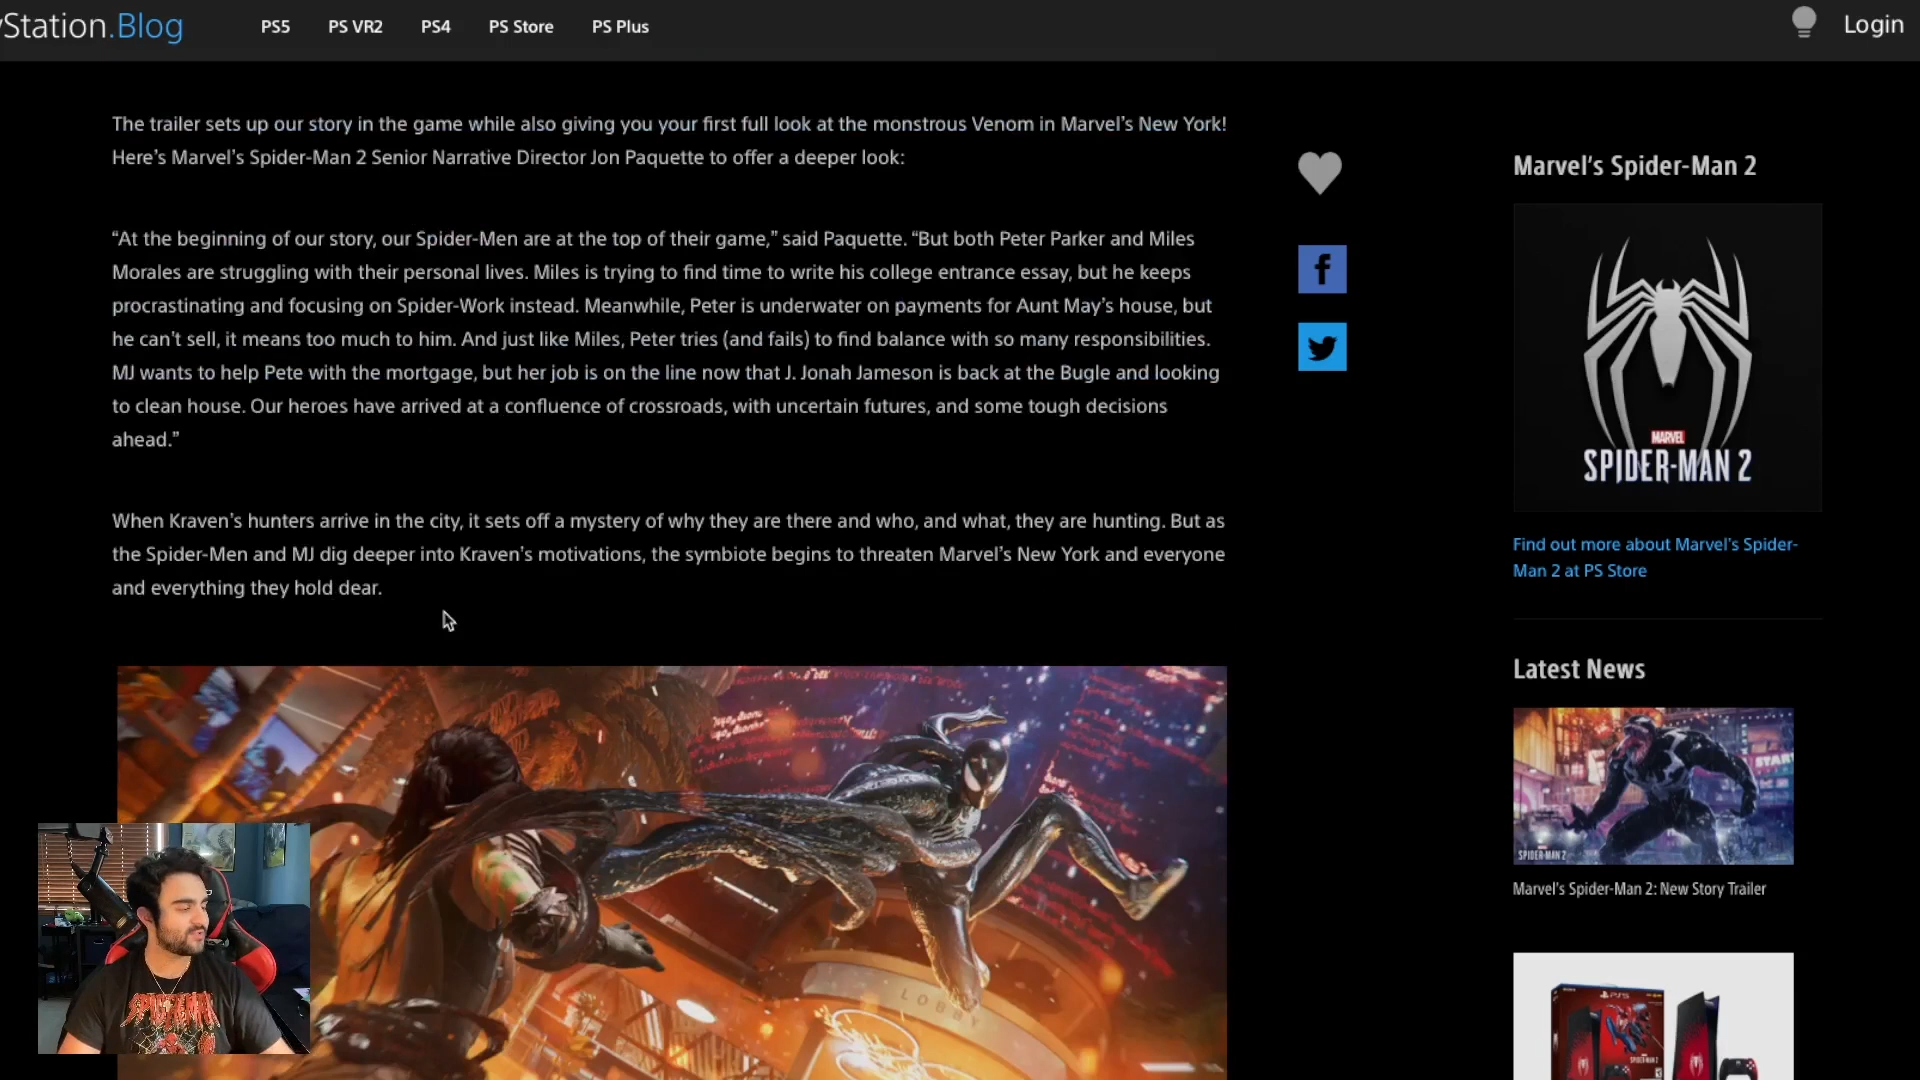 Station.Blog
PS5
PS VR2
PS4
PS Store
PS Plus
Login
The trailer sets up our story in the game while also giving you your first full look at the monstrous Venom in Marvel's New York!
Here's Marvel's Spider-Man 2 Senior Narrative Director Jon Paquette to offer a deeper look:
“At the beginning of our story, our Spider-Men are at the top of their game,” said Paquette. “But both Peter Parker and Miles
Morales are struggling with their personal lives. Miles is trying to find time to write his college entrance essay, but he keeps
procrastinating and focusing on Spider-Work instead. Meanwhile, Peter is underwater on payments for Aunt May's house, but
he can't sell, it means too much to him. And just like Miles, Peter tries (and fails) to find balance with so many responsibilities.
MJ wants to help Pete with the mortgage, but her job is on the line now that J. Jonah Jameson is back at the Bugle and looking
to clean house. Our heroes have arrived at a confluence of crossroads, with uncertain futures, and some tough decisions
ahead.”
When Kraven's hunters arrive in the city, it sets off a mystery of why they are there and who, and what, they are hunting. But as
the Spider-Men and MJ dig deeper into Kraven's motivations, the symbiote begins to threaten Marvel's New York and everyone
and everything they hold dear.
LOBBY
SPIDER-MAN
Marvel's Spider-Man 2
MARVEL
SPIDER-MAN 2
Find out more about Marvel's Spider-
Man 2 at PS Store
Latest News
STAR
SPIDER-MAN 2
Marvel's Spider-Man 2: New Story Trailer
PS5